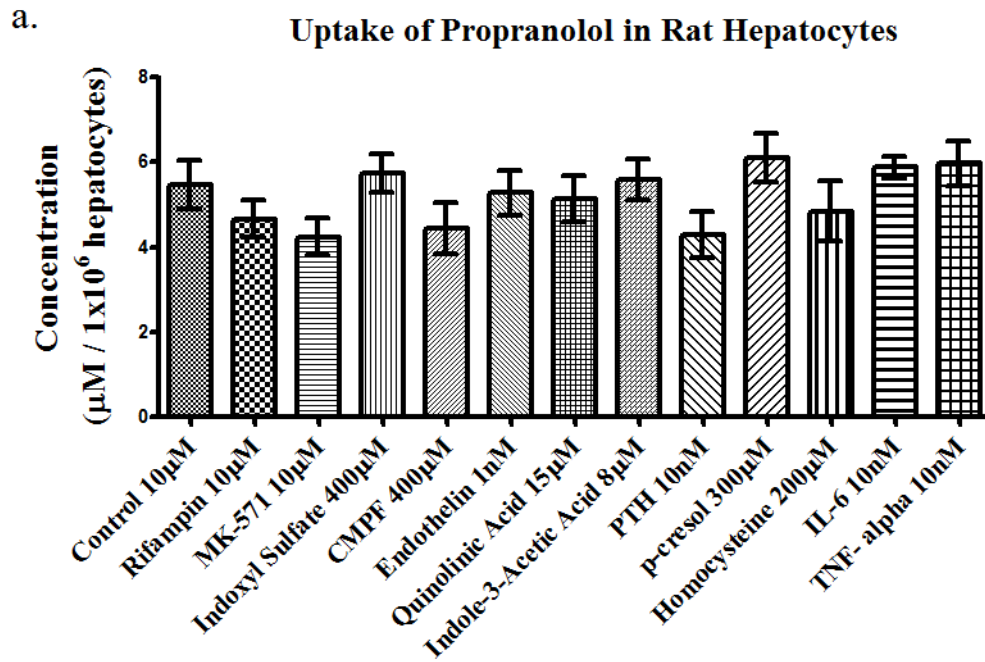 a.
Uptake of Propranolol in Rat Hepatocytes
Concentration
(µM / 1x10⁶ hepatocytes)
8
6
4
2
0
Control 10µM
Rifampin 10µM
MK-571 10µM
Indoxyl Sulfate 400µM
CMPF 400µM
Endothelin 1nM
Quinolinic Acid 15µM
Indole-3-Acetic Acid 8µM
PTH 10nM
p-cresol 300µM
Homocysteine 200µM
IL-6 10nM
TNF- alpha 10nM